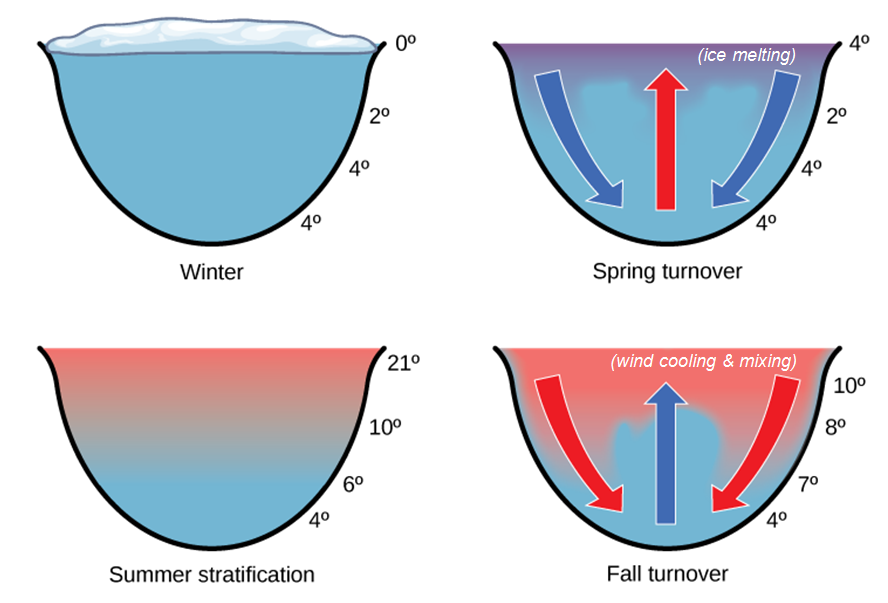 0º
2º
4º
4º
Winter
(ice melting)
4º
2º
4º
4º
Spring turnover
21º
10º
6º
4º
Summer stratification
(wind cooling & mixing)
10º
8º
7º
4º
Fall turnover